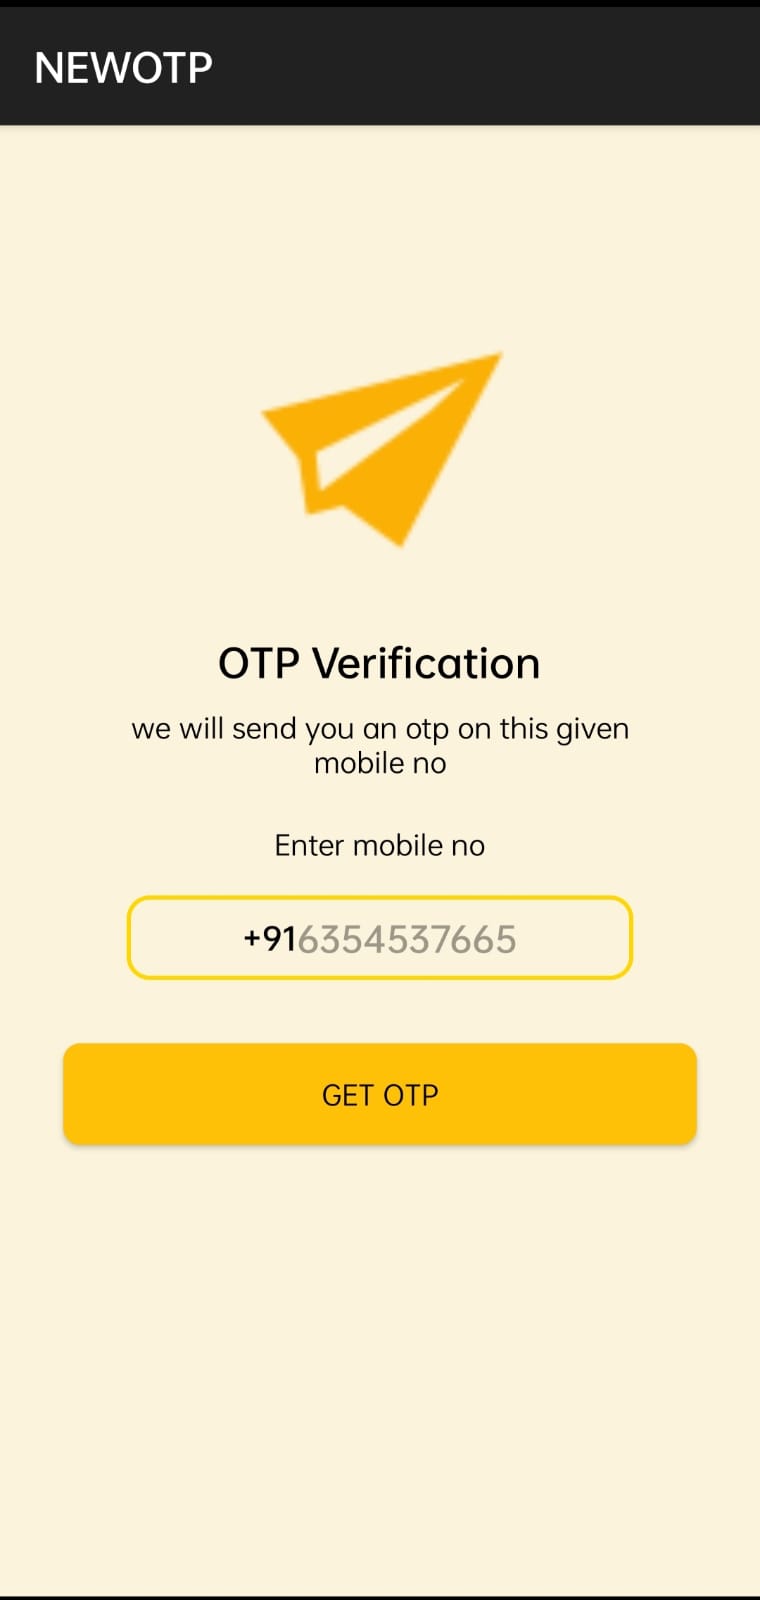 NEWOTP
OTP Verification
we will send you an otp on this given
mobile no
Enter mobile no
+916354537665
GET OTP